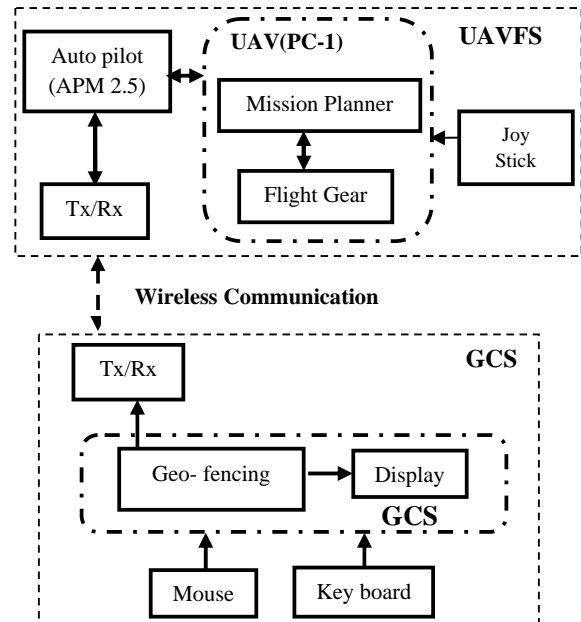 UAVFS
Auto pilot
(APM 2.5)
UAV(PC-1)
Mission Planner
Flight Gear
Joy
Stick
Tx/Rx
Wireless Communication
GCS
Tx/Rx
Geo- fencing
Display
GCS
Mouse
Key board